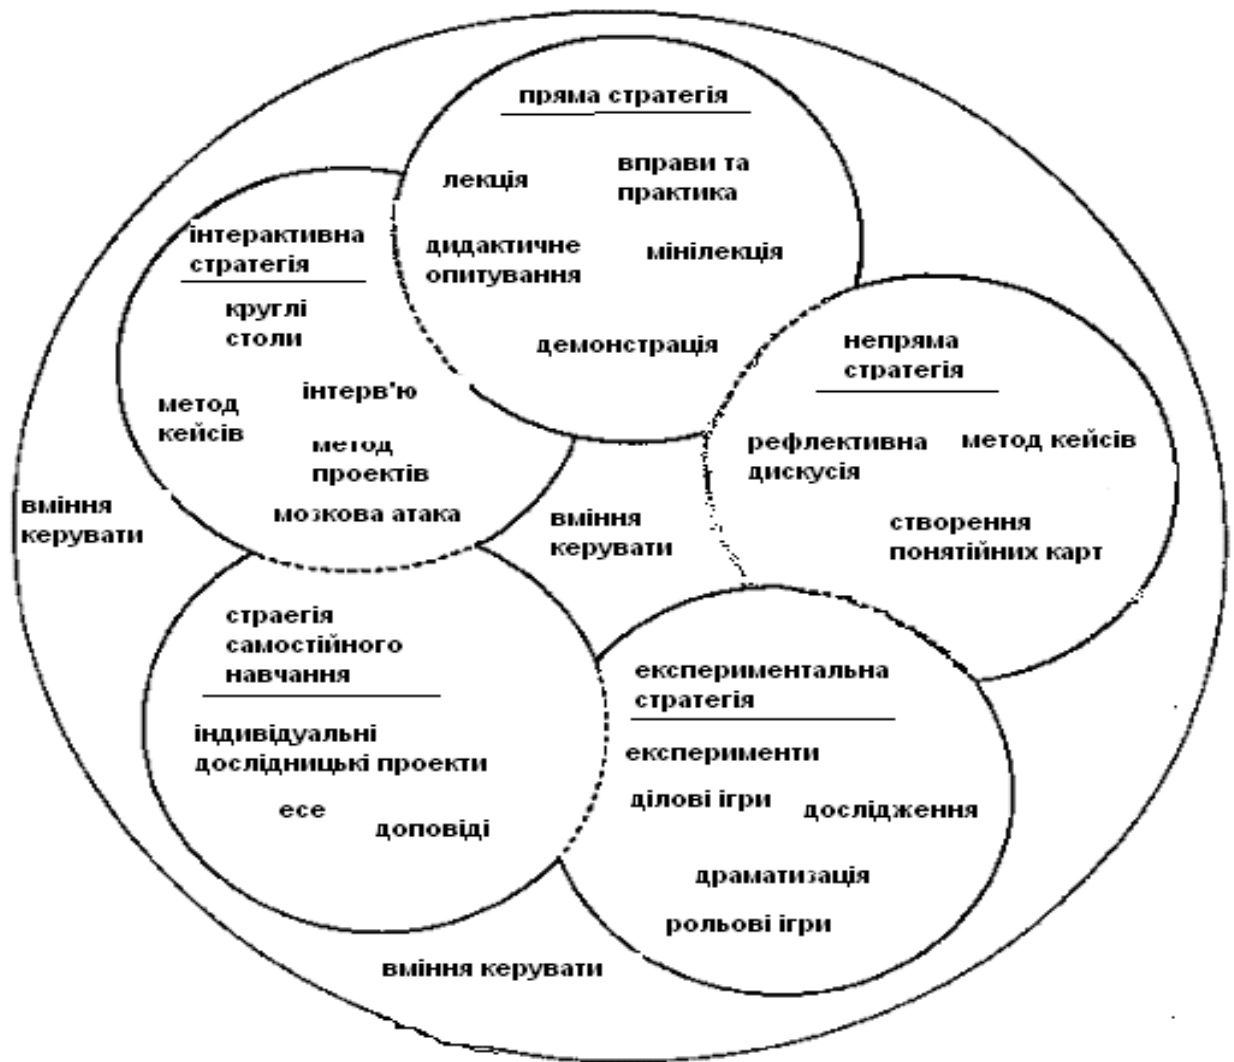 пряма стратегія
лекція
вправи та
практика
дидактичне
опитування
мінілекція
демонстрація
інтерактивна
стратегія
круглі
столи
інтерв'ю
метод
кейсів
метод
проектів
мозкова атака
непряма
стратегія
рефлективна
дискусія
метод кейсів
створення
понятійних карт
вміння
керувати
вміння
керувати
страегія
самостійного
навчання
індивідуальні
дослідницькі проекти
есе
доповіді
експериментальна
стратегія
експерименти
ділові ігри
дослідження
драматизація
рольові ігри
вміння керувати